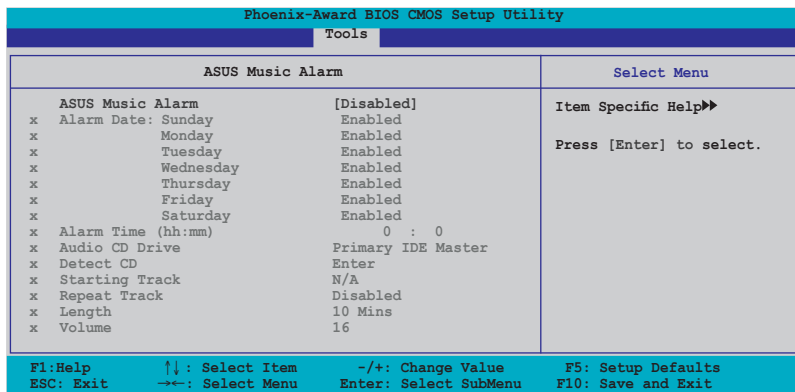 Phoenix-Award BIOS CMOS Setup Utility
Tools
ASUS Music Alarm
Select Menu
ASUS Music Alarm [Disabled]
x Alarm Date: Sunday Enabled
x Monday Enabled
x Tuesday Enabled
x Wednesday Enabled
x Thursday Enabled
x Friday Enabled
x Saturday Enabled
x Alarm Time (hh:mm) 0 : 0
x Audio CD Drive Primary IDE Master
x Detect CD Enter
x Starting Track N/A
x Repeat Track Disabled
x Length 10 Mins
x Volume 16
Item Specific Help▶▶
Press [Enter] to select.
F1:Help ↑↓: Select Item -/+: Change Value F5: Setup Defaults
ESC: Exit →←: Select Menu Enter: Select SubMenu F10: Save and Exit